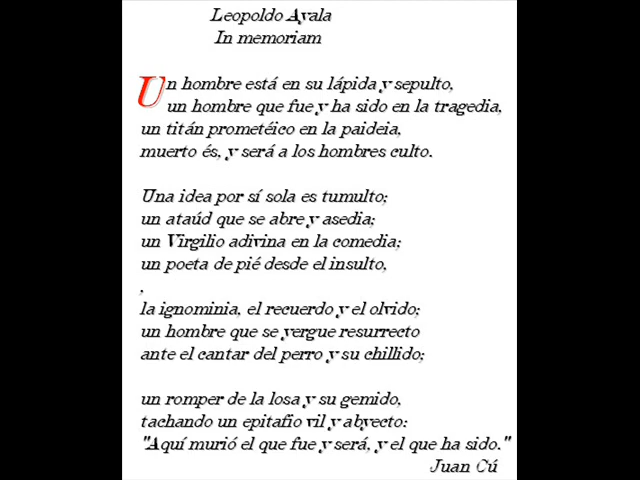 Leopoldo Ayala
In memoriam
Un hombre está en su lápida y sepulto,
un hombre que fue y ha sido en la tragedia,
un titán prometéico en la paideia,
muerto és, y será a los hombres culto.
Una idea por sí sola es tumulto;
un ataúd que se abre y asedia;
un Virgilio adivina en la comedia;
un poeta de pié desde el insulto,
;
la ignominia, el recuerdo y el olvido;
un hombre que se yergue resurrecto
ante el cantar del perro y su chillido;
un romper de la losa y su gemido,
tachando un epitafio vil y abyecto:
"Aquí murió el que fue y será, y el que ha sido."
Juan Cú